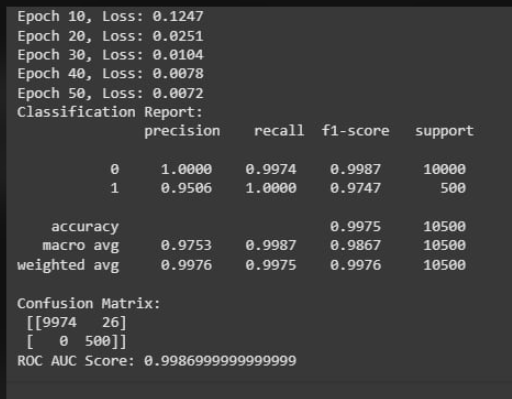 Epoch 10, Loss: 0.1247
Epoch 20, Loss: 0.0251
Epoch 30, Loss: 0.0104
Epoch 40, Loss: 0.0078
Epoch 50, Loss: 0.0072
Classification Report:
              precision    recall  f1-score   support

           0     1.0000    0.9974    0.9987     10000
           1     0.9506    1.0000    0.9747       500

    accuracy                         0.9975     10500
   macro avg     0.9753    0.9987    0.9867     10500
weighted avg     0.9976    0.9975    0.9976     10500

Confusion Matrix:
 [[9974   26]
 [   0  500]]
ROC AUC Score: 0.9986999999999999